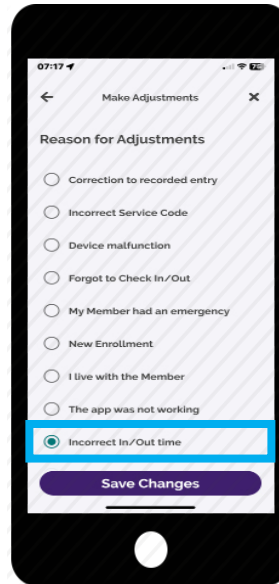 07:17
Make Adjustments
Reason for Adjustments
Correction to recorded entry
Incorrect Service Code
Device malfunction
Forgot to Check In/Out
My Member had an emergency
New Enrollment
I live with the Member
The app was not working
Incorrect In/Out time
Save Changes